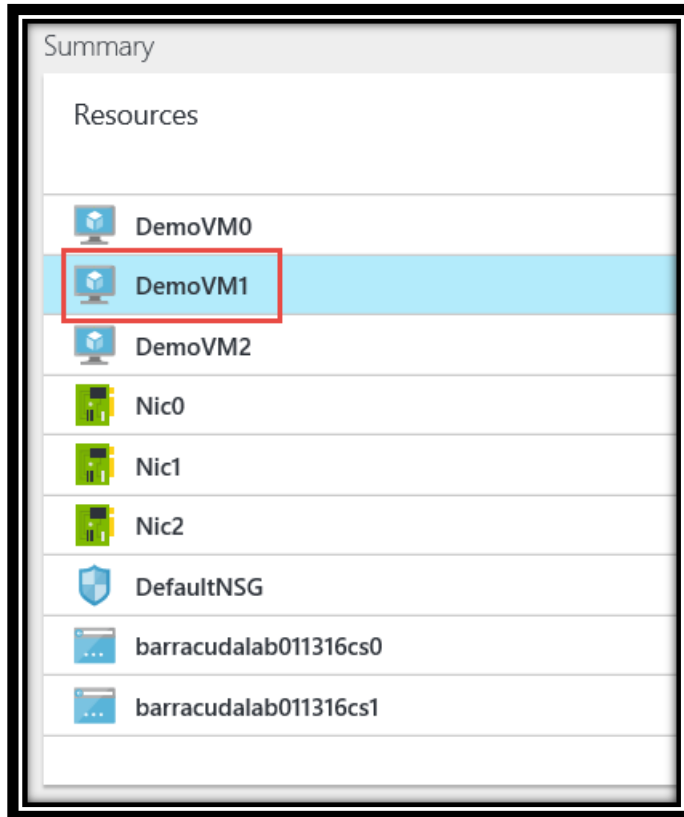 Summary
Resources
DemoVM0
DemoVM1
DemoVM2
Nic0
Nic1
Nic2
DefaultNSG
barracudalab011316cs0
barracudalab011316cs1